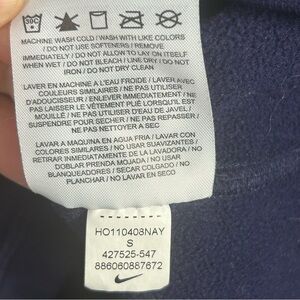 30C
MACHINE WASH COLD / WASH WITH LIKE COLORS
/ DO NOT USE SOFTENERS / REMOVE
IMMEDIATELY / DO NOT ALLOW TO LAY ON ITSELF
WHEN WET / DO NOT BLEACH / LINE DRY / DO NOT
IRON / DO NOT DRY CLEAN
LAVER EN MACHINE A L'EAU FROIDE / LAVER AVEC
COULEURS SIMILAIRES / NE PAS UTILISER
D'ADOUCISSEUR / ENLEVER IMMEDIATEMENT / NE
PAS LAISSER LE VÊTEMENT PLIÉ LORSQU'IL EST
MOUILLÉ / NE PAS UTILISER D'EAU DE JAVEL /
SUSPENDRE POUR SÉCHER / NE PAS REPASSER /
NE PAS NETTOYER A SEC
LAVAR A MAQUINA EN AGUA FRIA / LAVAR CON
COLORES SIMILARES / NO USAR SUAVIZANTES /
RETIRAR INMEDIATAMENTE DE LA LAVADORA / NO
DOBLAR PRENDA MOJADA / NO USAR
BLANQUEADOR / SECAR COLGADO / NO
PLANCHAR / NO LAVAR EN SECO
HO110408NAY
S
427525-547
886060887672